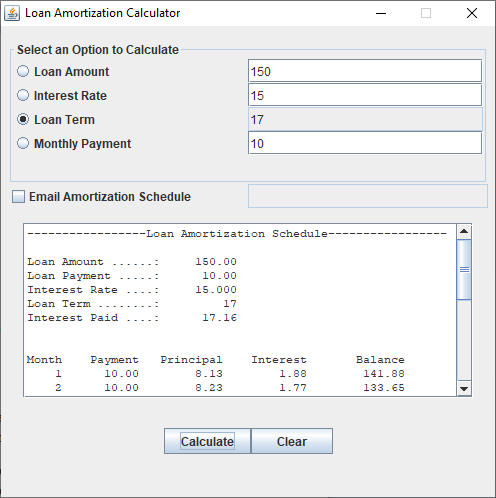 Loan Amortization Calculator
Select an Option to Calculate
Loan Amount 150
Interest Rate 15
Loan Term 17
Monthly Payment 10
Email Amortization Schedule
-----------------Loan Amortization Schedule-----------------
Loan Amount ......: 150.00
Loan Payment .....: 10.00
Interest Rate ....: 15.000
Loan Term ........: 17
Interest Paid ....: 17.16
Month Payment Principal Interest Balance
1 10.00 8.13 1.88 141.88
2 10.00 8.23 1.77 133.65
Calculate Clear